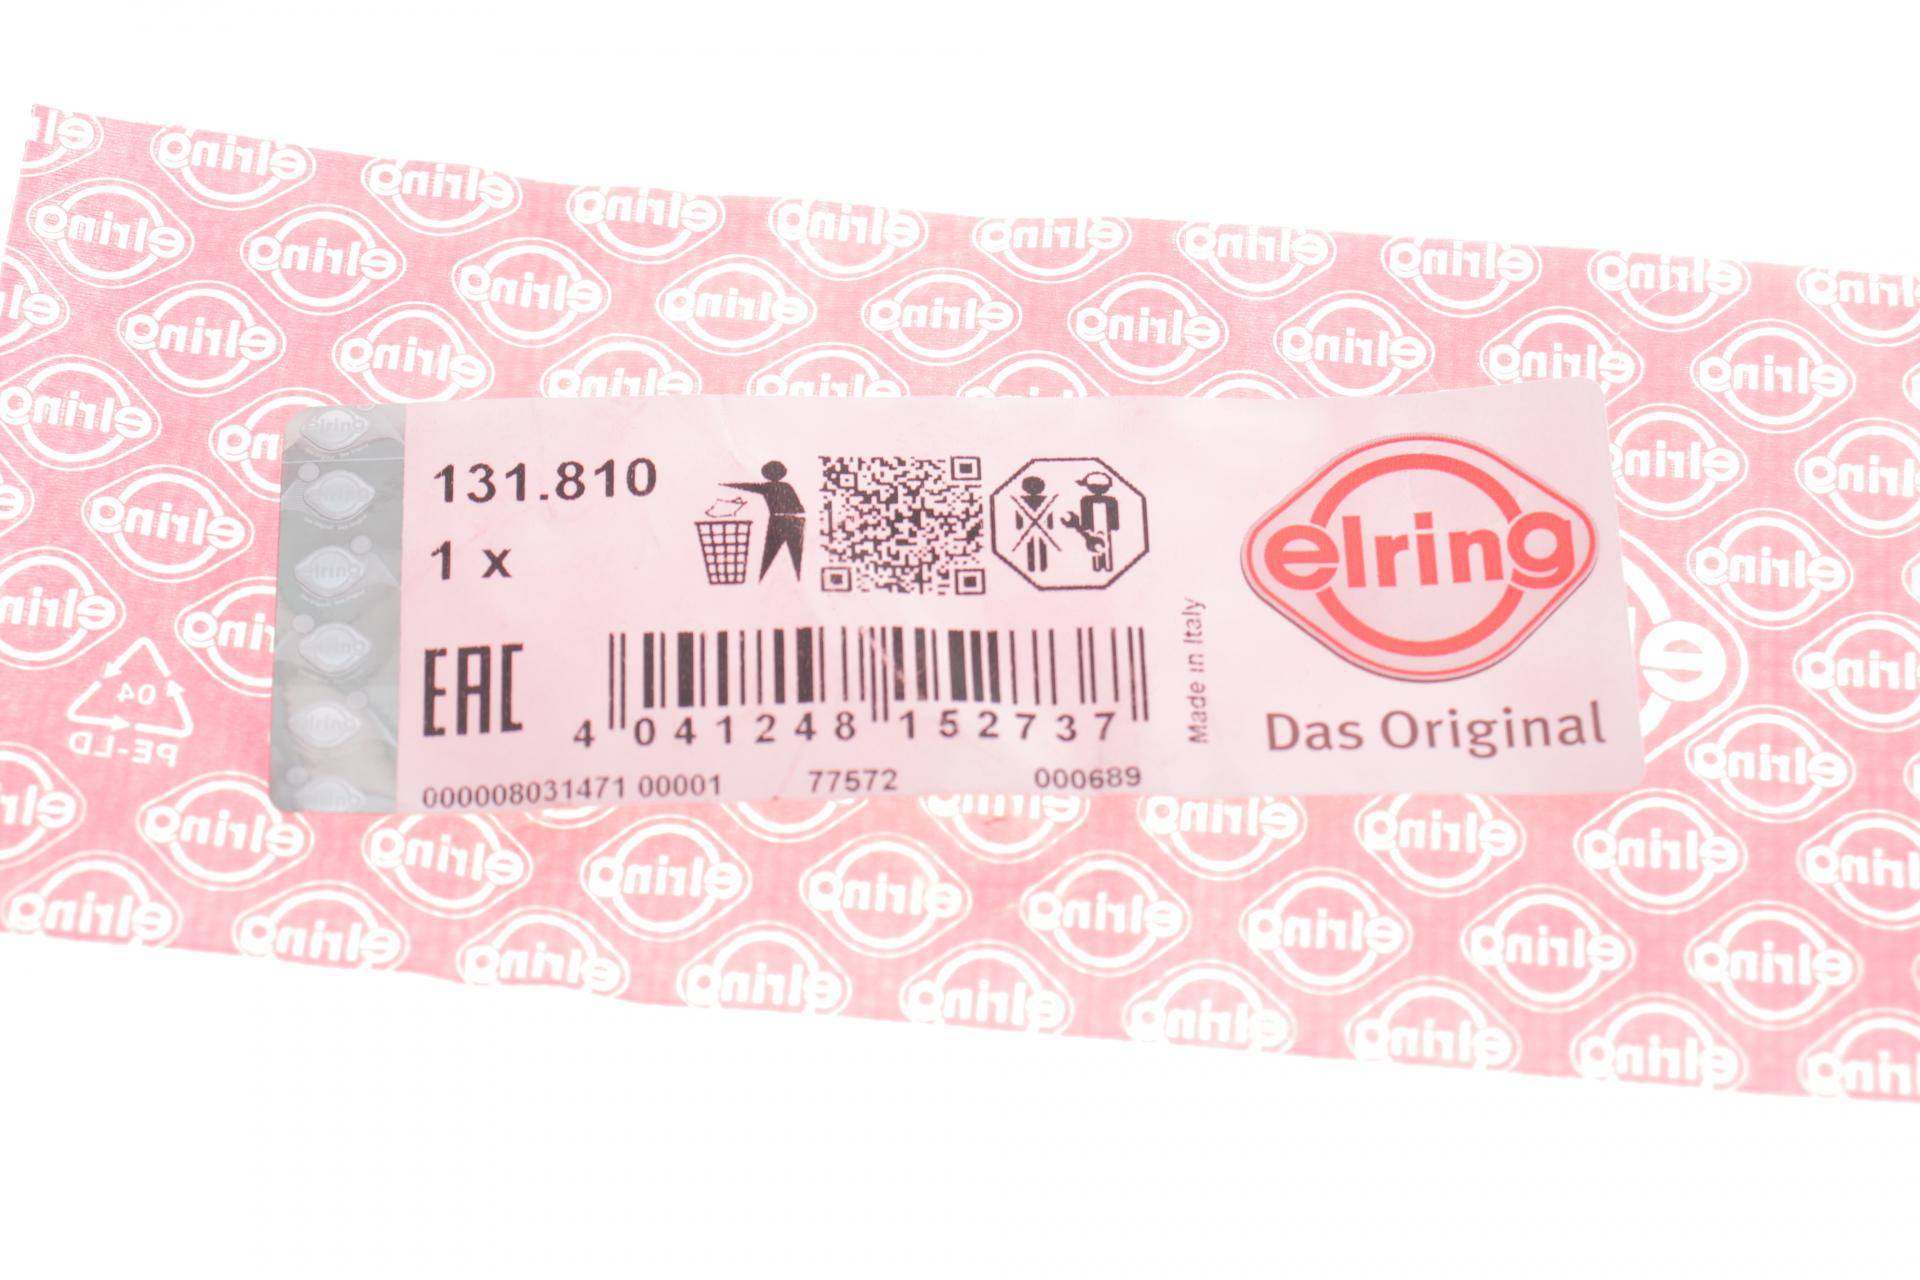 131.810
1 x
EAC
4 041248 152737
000008031471 00001 77572 000689
Made in Italy
elring
Das Original
04
PE-LD